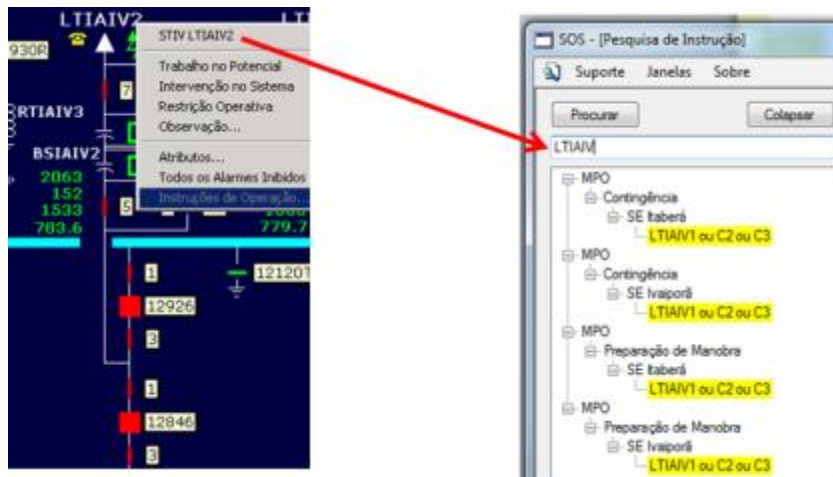 LTIAIV2
930R
STIV LTIAIV2
Trabalho no Potencial
Intervenção no Sistema
Restrição Operativa
Observação...
Atributos...
Todos os Alarmes Inibidos
Instruções de Operação...
7
RTIAIV3
BSIAIV2
2063
152
1533
783.6
5
779.7
1
12120T
12926
3
1
12846
3
SOS - [Pesquisa de Instrução]
Suporte Janelas Sobre
Procurar Colapsar
LTIAIV
MPO
Contingência
SE Itaberá
LTIAIV1 ou C2 ou C3
MPO
Contingência
SE Ivaiporã
LTIAIV1 ou C2 ou C3
MPO
Preparação de Manobra
SE Itaberá
LTIAIV1 ou C2 ou C3
MPO
Preparação de Manobra
SE Ivaiporã
LTIAIV1 ou C2 ou C3